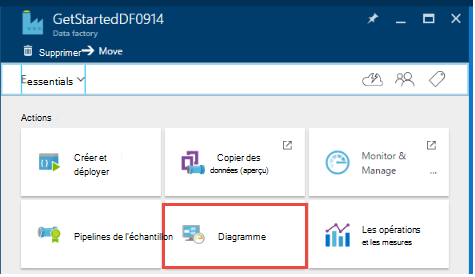 GetStartedDF0914
Data factory
Supprimer Move
Eessentials
Actions
Créer et
déployer
Copier des
données (aperçu)
Monitor &
Manage ...
Pipelines de l'échantillon
Diagramme
Les opérations
et les mesures